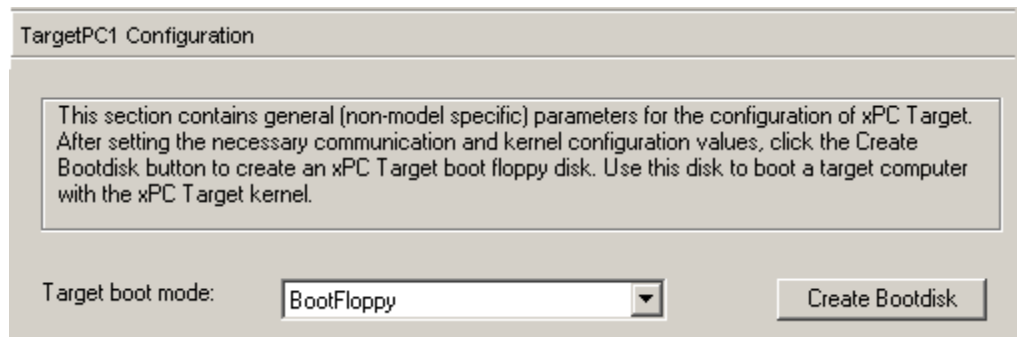 TargetPC1 Configuration
This section contains general (non-model specific) parameters for the configuration of xPC Target.
After setting the necessary communication and kernel configuration values, click the Create
Bootdisk button to create an xPC Target boot floppy disk. Use this disk to boot a target computer
with the xPC Target kernel.
Target boot mode: BootFloppy Create Bootdisk